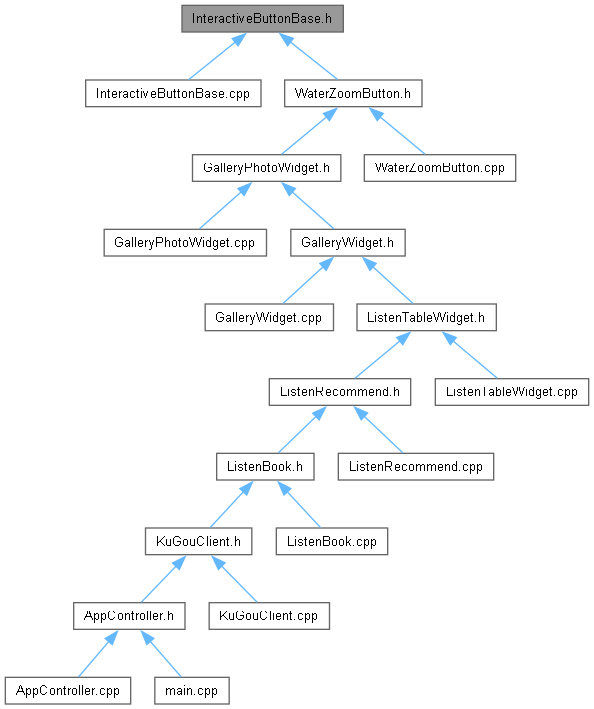 InteractiveButtonBase.h
InteractiveButtonBase.cpp
WaterZoomButton.h
GalleryPhotoWidget.h
WaterZoomButton.cpp
GalleryPhotoWidget.cpp
GalleryWidget.h
GalleryWidget.cpp
ListenTableWidget.h
ListenRecommend.h
ListenTableWidget.cpp
ListenBook.h
ListenRecommend.cpp
KuGouClient.h
ListenBook.cpp
AppController.h
KuGouClient.cpp
AppController.cpp
main.cpp